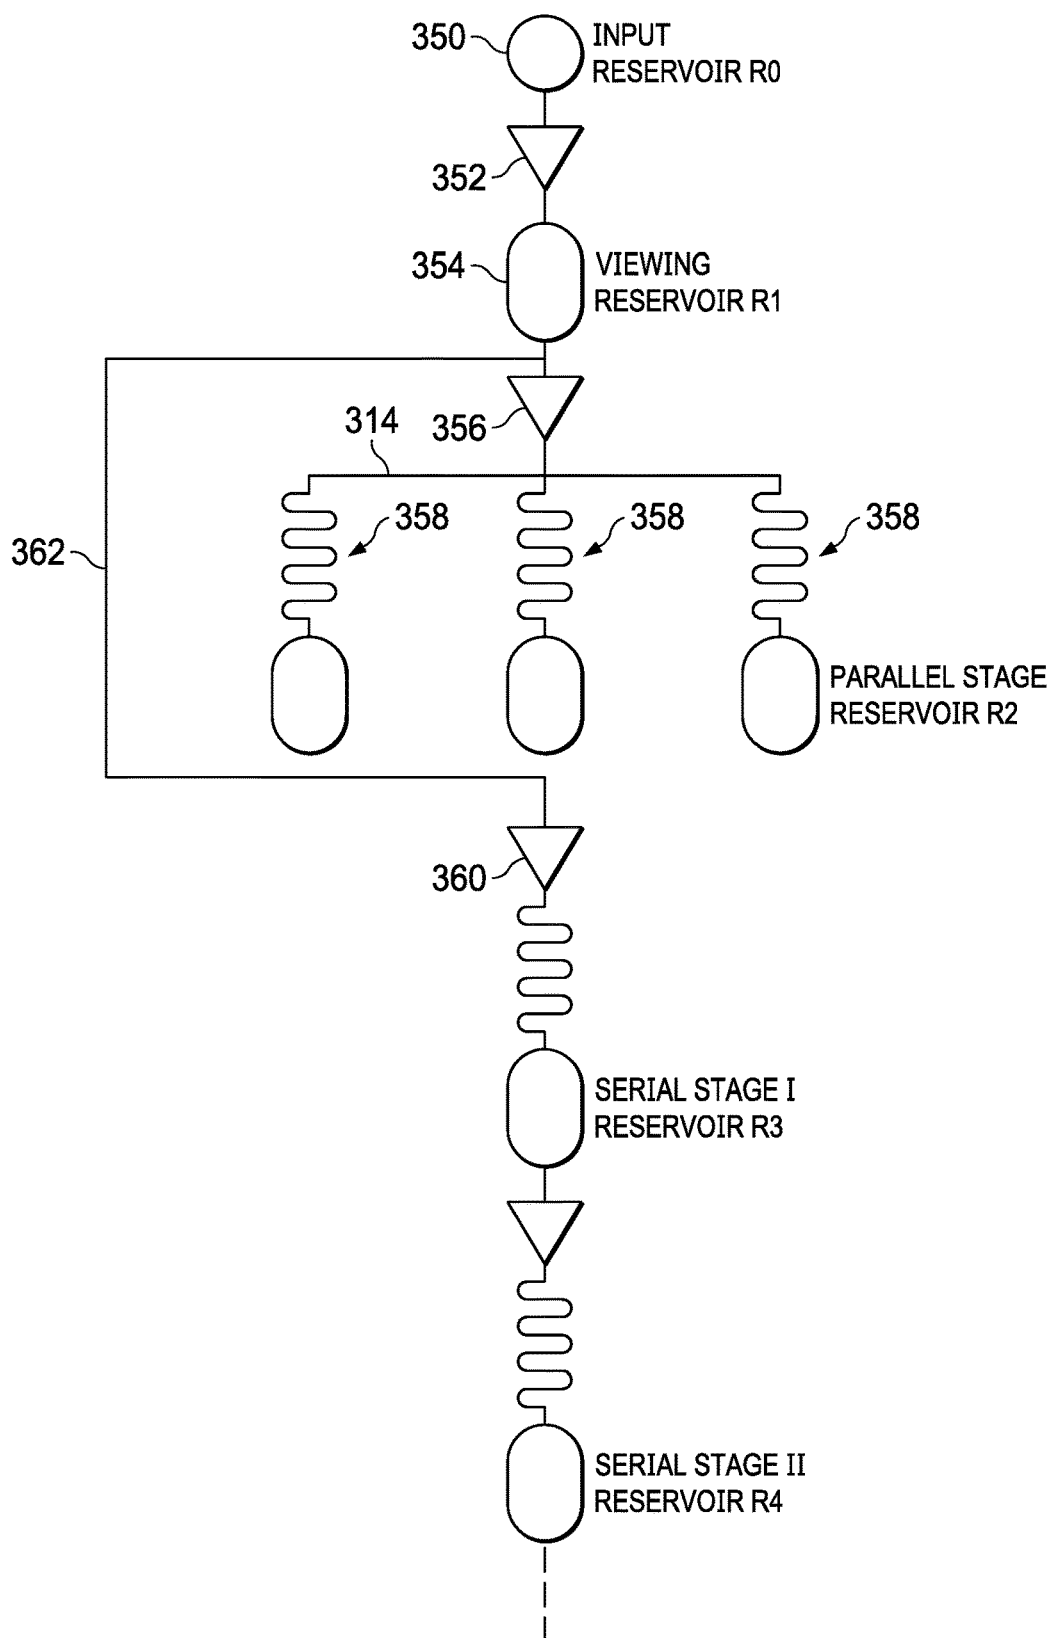 350
INPUT
RESERVOIR R0
352
354
VIEWING
RESERVOIR R1
356
314
358
358
358
362
PARALLEL STAGE
RESERVOIR R2
360
SERIAL STAGE I
RESERVOIR R3
SERIAL STAGE II
RESERVOIR R4